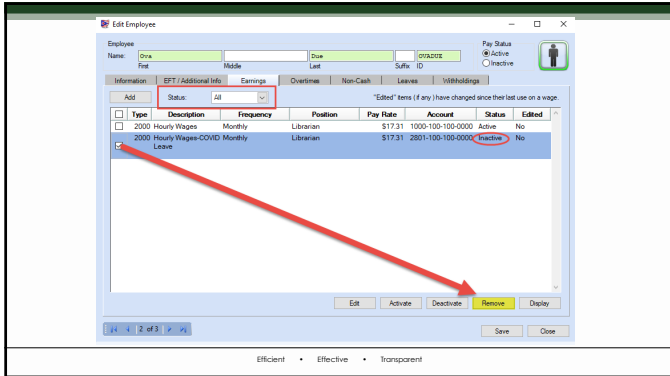 Edit Employee
Employee
Name: Ova Doe OVADUE
First Middle Last Suffix ID
Pay Status
Active
Inactive
Information EFT / Additional Info Earnings Overtimes Non-Cash Leaves Withholdings
Add Status: All "Edited" items ( if any ) have changed since their last use on a wage.
Type Description Frequency Position Pay Rate Account Status Edited
2000 Hourly Wages Monthly Librarian $17.31 1000-100-100-0000 Active No
2000 Hourly Wages-COVID Monthly Librarian $17.31 2801-100-100-0000 Inactive No
Leave
Edit Activate Deactivate Remove Display
2 of 3
Save Close
Efficient • Effective • Transparent